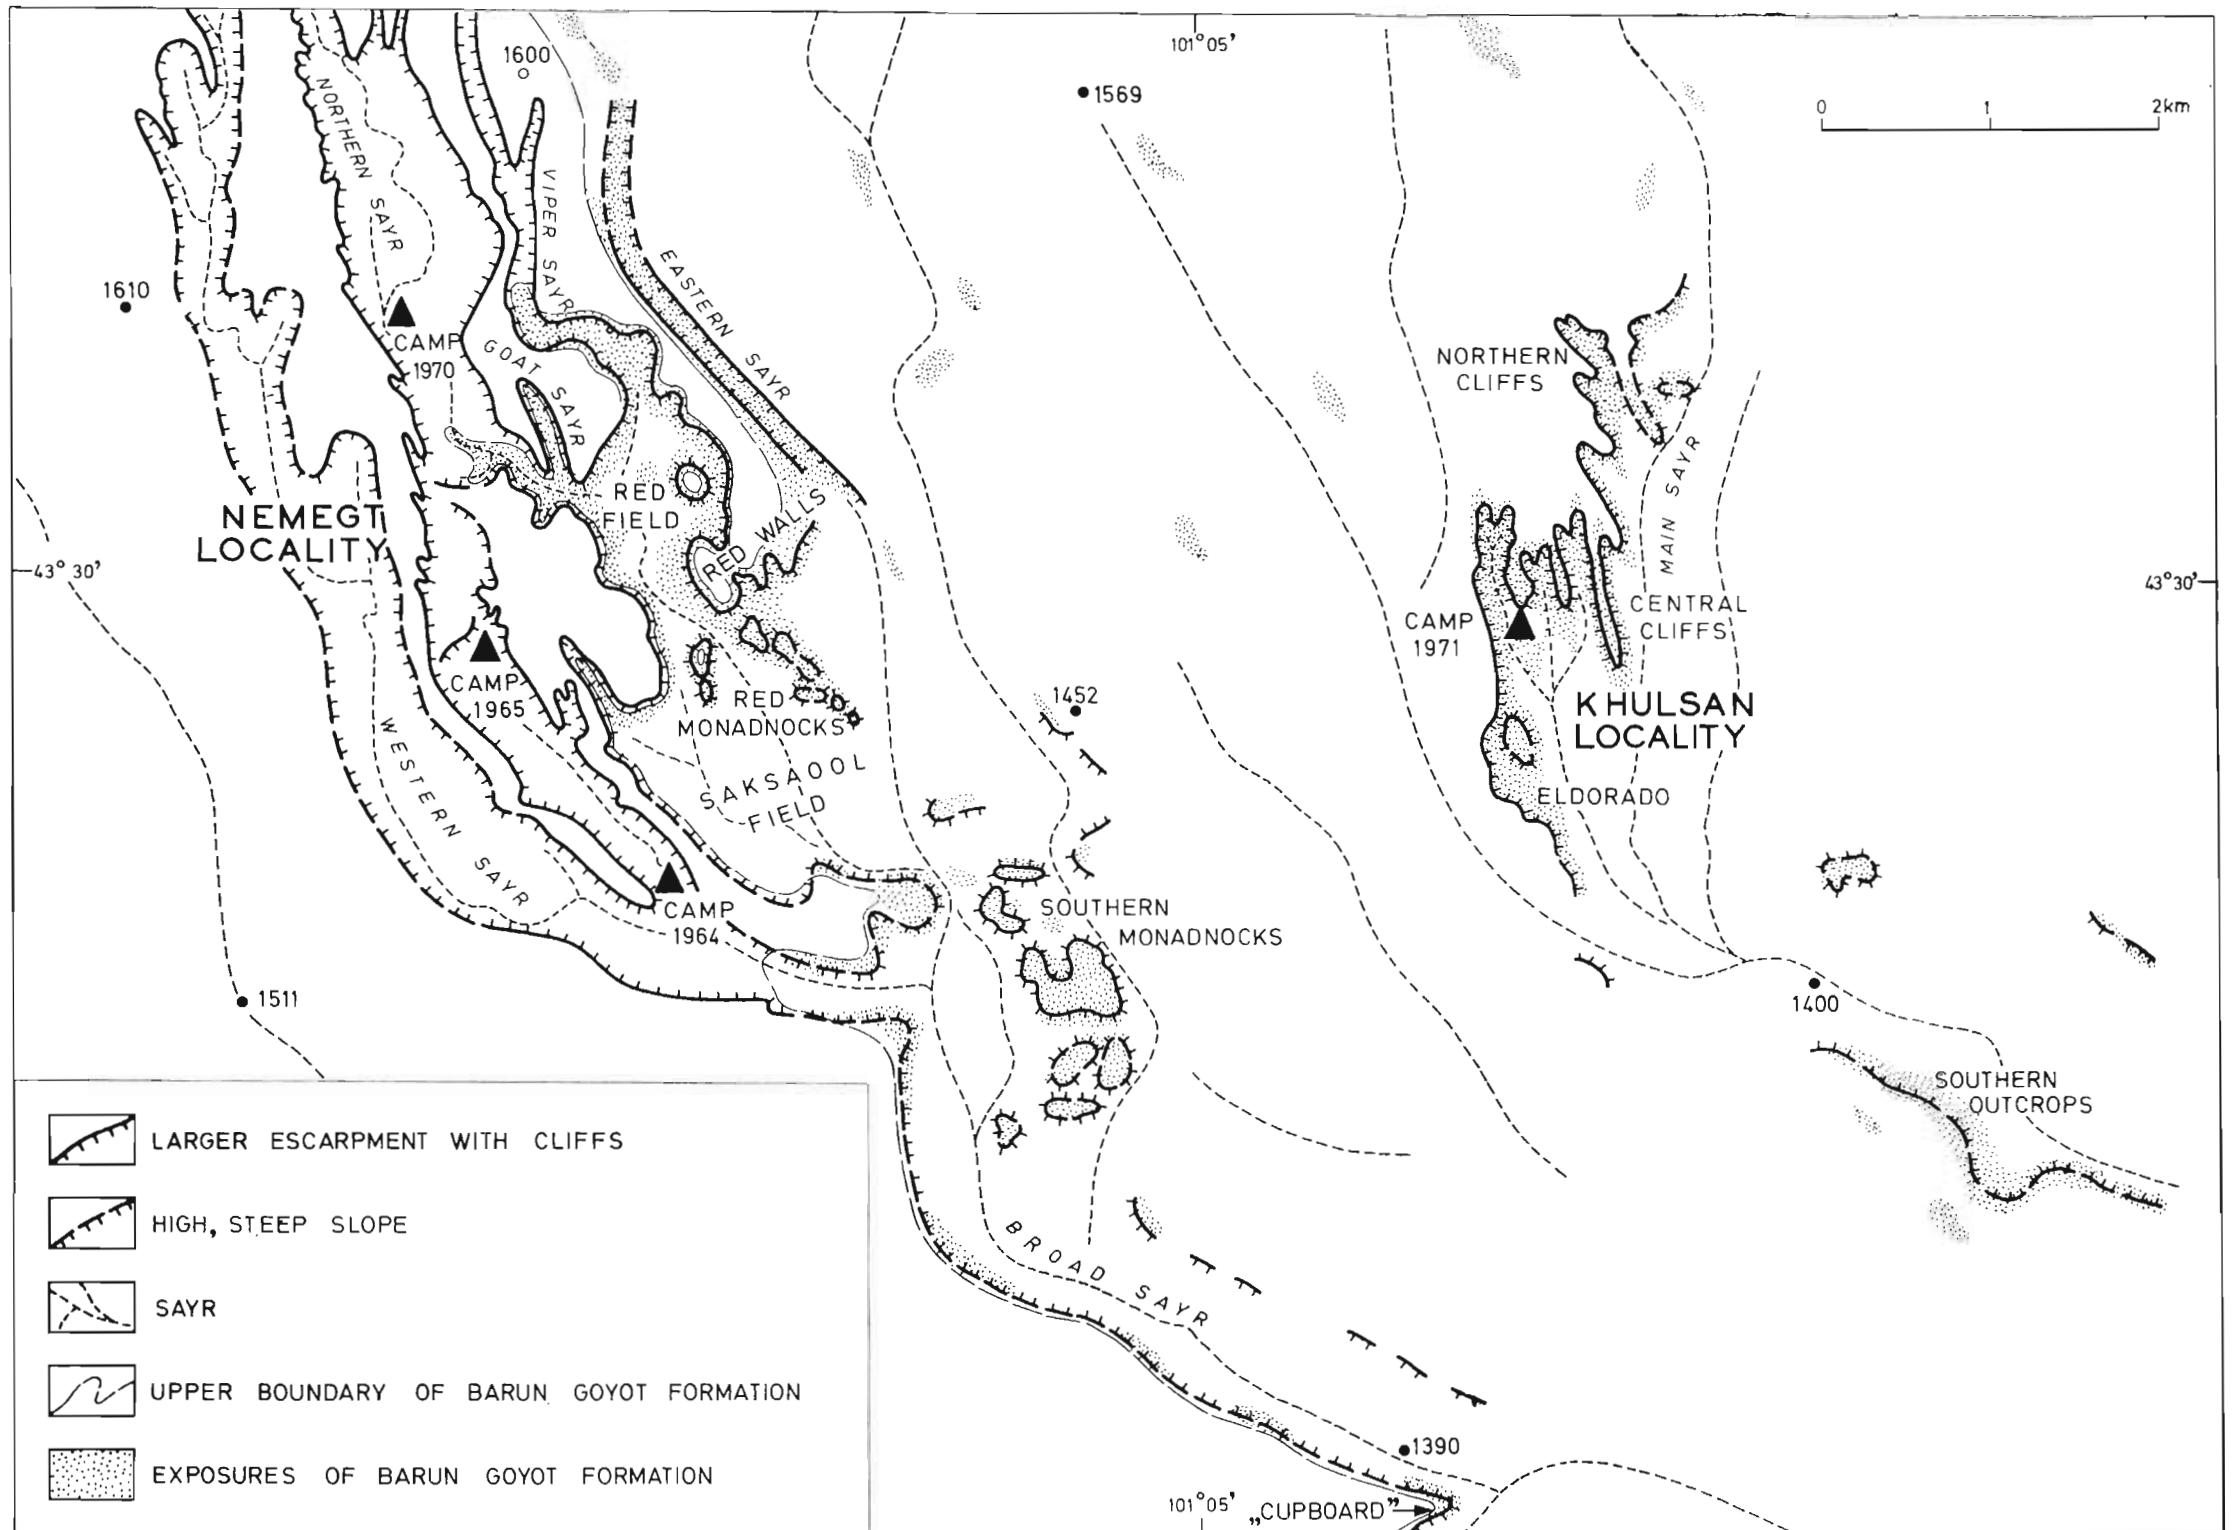 101°05'
1600
1569
0 1 2km
NORTHERN SAYR
VIPER SAYR
EASTERN SAYR
1610
CAMP
1970
GOAT SAYR
NORTHERN
CLIFFS
MAIN SAYR
RED
FIELD
RED WALLS
NEMEGT
LOCALITY
43°30'
43°30'
CAMP
1971
CENTRAL
CLIFFS
CAMP
1965
RED
MONADNOCKS
1452
KHULSAN
LOCALITY
WESTERN SAYR
SAKSAOOL
FIELD
ELDORADO
CAMP
1964
SOUTHERN
MONADNOCKS
1511
1400
SOUTHERN
OUTCROPS
LARGER ESCARPMENT WITH CLIFFS
HIGH, STEEP SLOPE
SAYR
UPPER BOUNDARY OF BARUN GOYOT FORMATION
EXPOSURES OF BARUN GOYOT FORMATION
BROAD SAYR
1390
101°05'
„CUPBOARD”